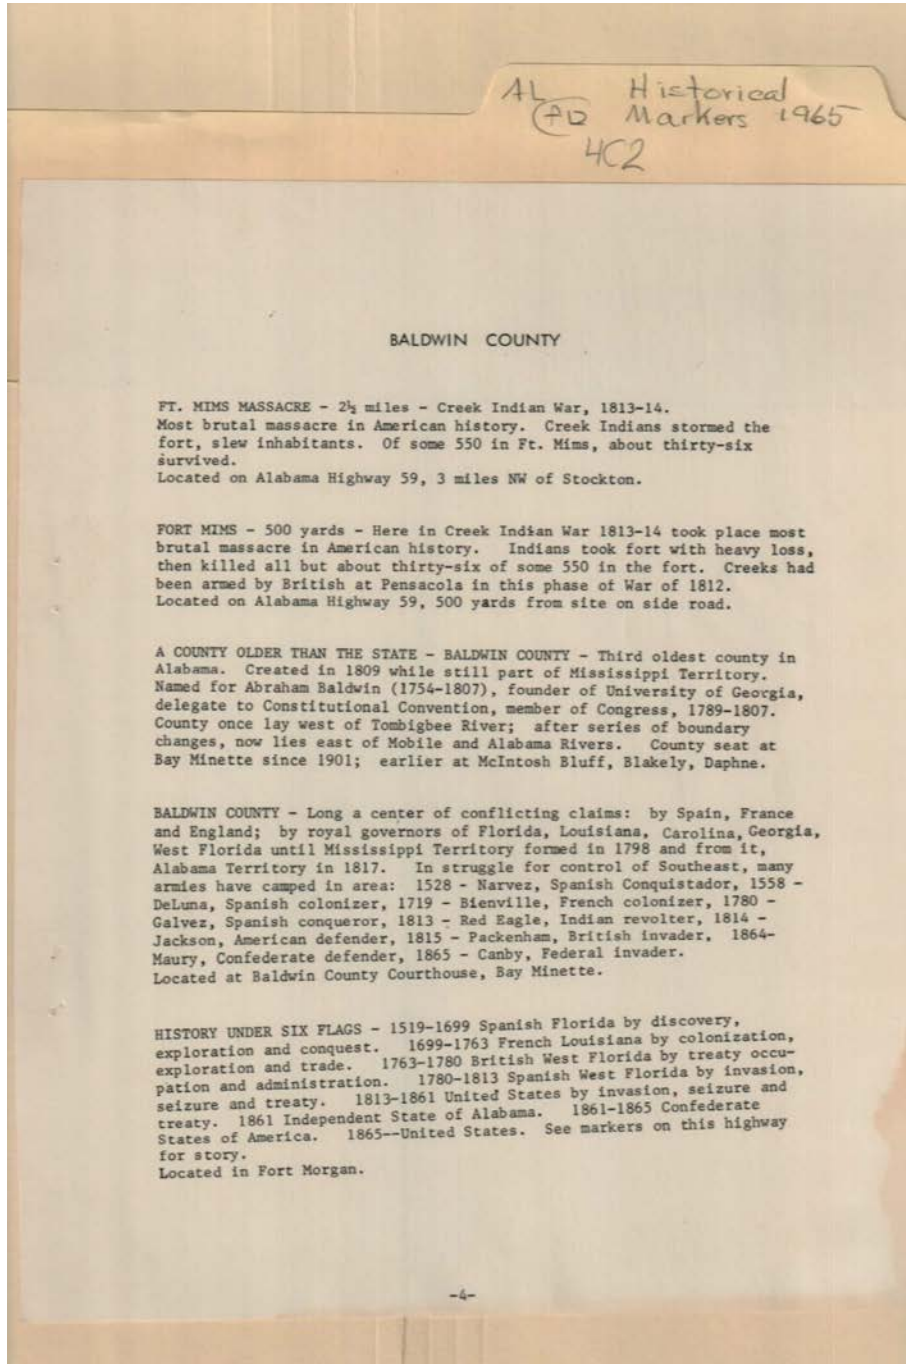 AL Historical
PD Markers 1965
4C2
BALDWIN COUNTY
FT. MIMS MASSACRE - 2½ miles - Creek Indian War, 1813-14.
Most brutal massacre in American history. Creek Indians stormed the
fort, slew inhabitants. Of some 550 in Ft. Mims, about thirty-six
survived.
Located on Alabama Highway 59, 3 miles NW of Stockton.
FORT MIMS - 500 yards - Here in Creek Indian War 1813-14 took place most
brutal massacre in American history. Indians took fort with heavy loss,
then killed all but about thirty-six of some 550 in the fort. Creeks had
been armed by British at Pensacola in this phase of War of 1812.
Located on Alabama Highway 59, 500 yards from site on side road.
A COUNTY OLDER THAN THE STATE - BALDWIN COUNTY - Third oldest county in
Alabama. Created in 1809 while still part of Mississippi Territory.
Named for Abraham Baldwin (1754-1807), founder of University of Georgia,
delegate to Constitutional Convention, member of Congress, 1789-1807.
County once lay west of Tombigbee River; after series of boundary
changes, now lies east of Mobile and Alabama Rivers. County seat at
Bay Minette since 1901; earlier at McIntosh Bluff, Blakely, Daphne.
BALDWIN COUNTY - Long a center of conflicting claims: by Spain, France
and England; by royal governors of Florida, Louisiana, Carolina, Georgia,
West Florida until Mississippi Territory formed in 1798 and from it,
Alabama Territory in 1817. In struggle for control of Southeast, many
armies have camped in area: 1528 - Narvez, Spanish Conquistador, 1558 -
DeLuna, Spanish colonizer, 1719 - Bienville, French colonizer, 1780 -
Galvez, Spanish conqueror, 1813 - Red Eagle, Indian revolter, 1814 -
Jackson, American defender, 1815 - Packenham, British invader, 1864-
Maury, Confederate defender, 1865 - Canby, Federal invader.
Located at Baldwin County Courthouse, Bay Minette.
HISTORY UNDER SIX FLAGS - 1519-1699 Spanish Florida by discovery,
exploration and conquest. 1699-1763 French Louisiana by colonization,
exploration and trade. 1763-1780 British West Florida by treaty occu-
pation and administration. 1780-1813 Spanish West Florida by invasion,
seizure and treaty. 1813-1861 United States by invasion, seizure and
treaty. 1861 Independent State of Alabama. 1861-1865 Confederate
States of America. 1865--United States. See markers on this highway
for story.
Located in Fort Morgan.
-4-